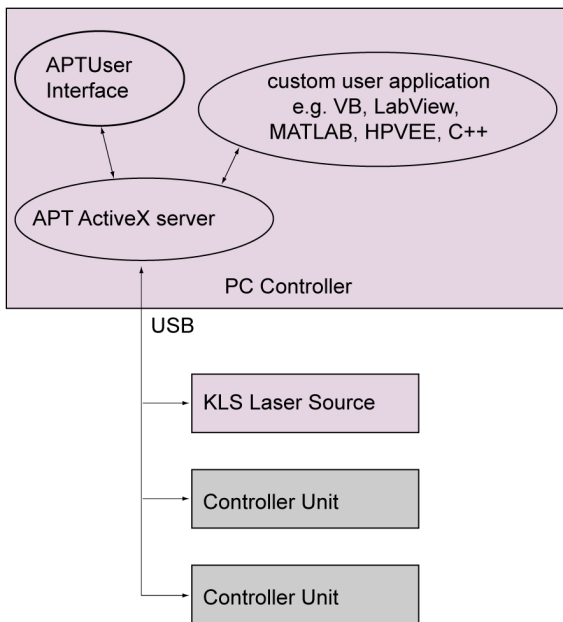 APTUser
Interface
custom user application
e.g. VB, LabView,
MATLAB, HPVEE, C++
APT ActiveX server
PC Controller
USB
KLS Laser Source
Controller Unit
Controller Unit